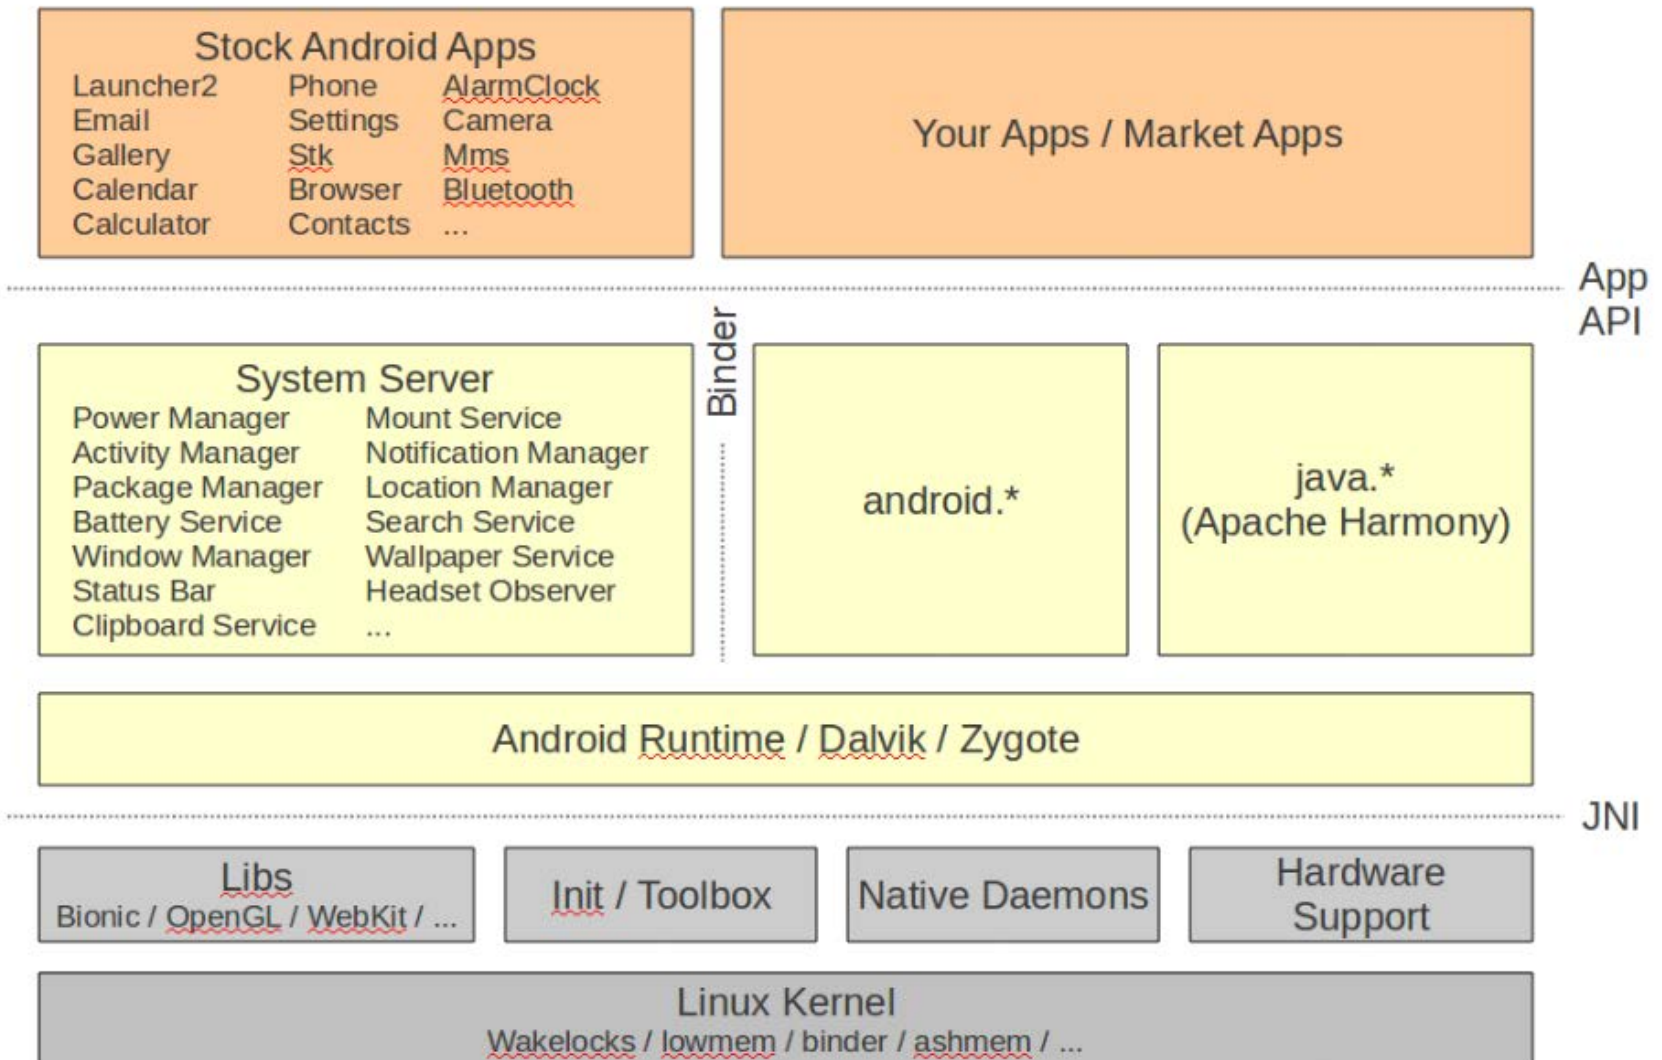 Stock Android Apps
Launcher2 Phone AlarmClock
Email Settings Camera
Gallery Stk Mms
Calendar Browser Bluetooth
Calculator Contacts ...
Your Apps / Market Apps
App
API
System Server
Power Manager Mount Service
Activity Manager Notification Manager
Package Manager Location Manager
Battery Service Search Service
Window Manager Wallpaper Service
Status Bar Headset Observer
Clipboard Service ...
Binder
android.*
java.*
(Apache Harmony)
Android Runtime / Dalvik / Zygote
JNI
Libs
Bionic / OpenGL / WebKit / ...
Init / Toolbox
Native Daemons
Hardware
Support
Linux Kernel
Wakelocks / lowmem / binder / ashmem / ...